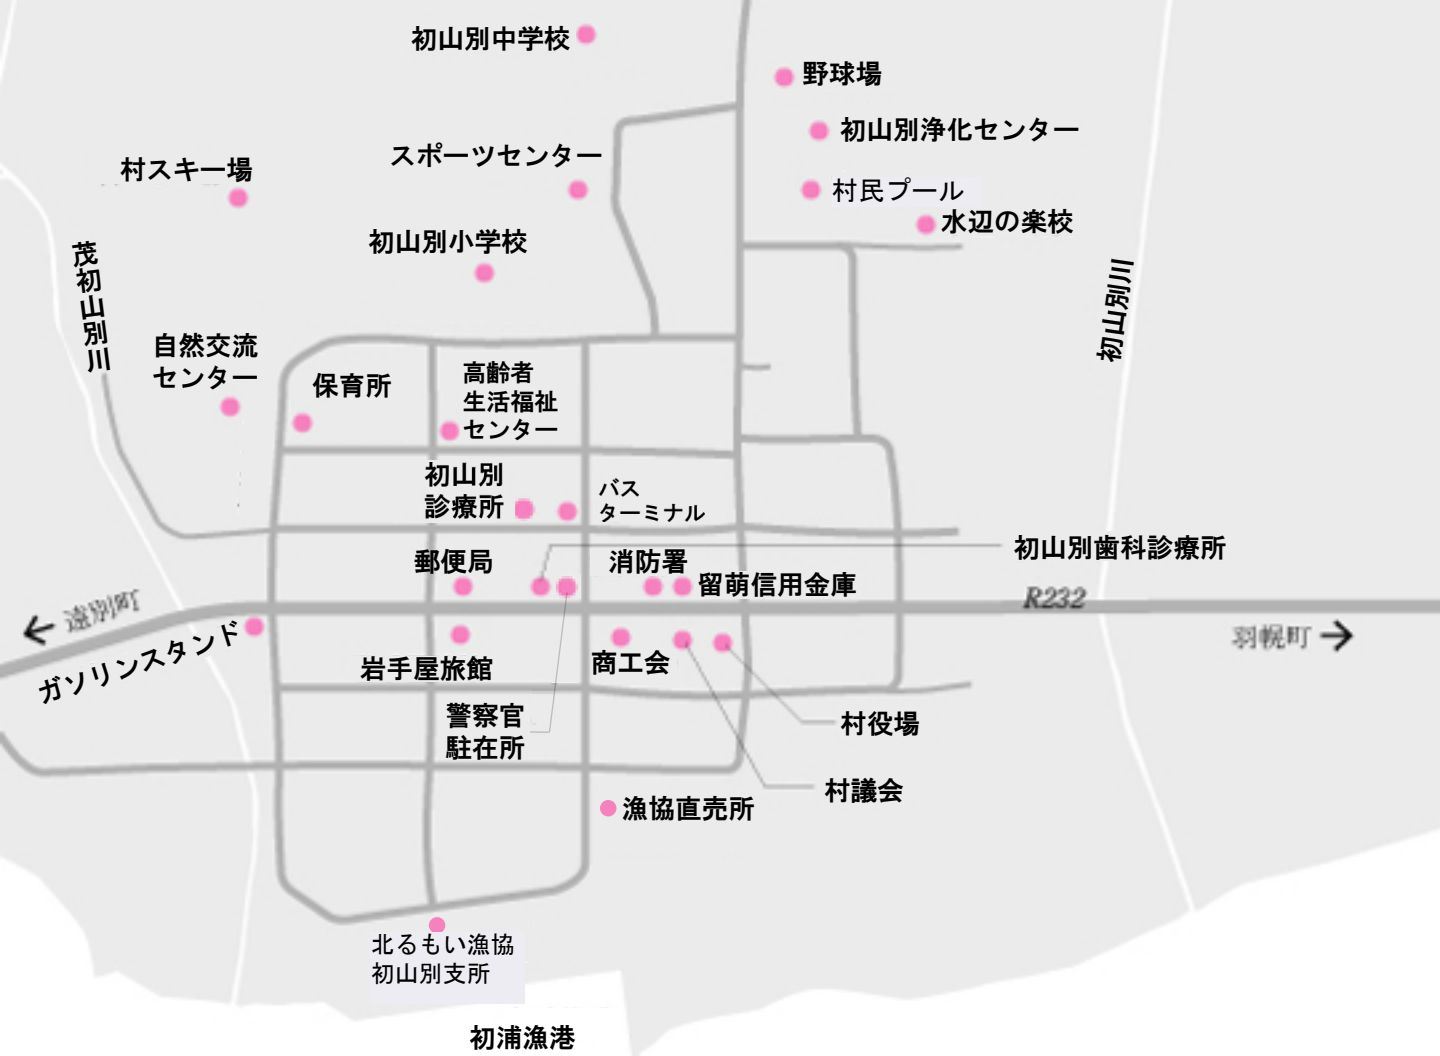 初山別中学校
野球場
初山別浄化センター
スポーツセンター
村スキー場
村民プール
水辺の楽校
初山別小学校
茂初山別川
初山別川
自然交流
センター
保育所
高齢者
生活福祉
センター
初山別
診療所
バス
ターミナル
初山別歯科診療所
郵便局
消防署
留萌信用金庫
R232
遠別町
羽幌町
ガソリンスタンド
岩手屋旅館
商工会
警察官
駐在所
村役場
村議会
漁協直売所
北るもい漁協
初山別支所
初浦漁港